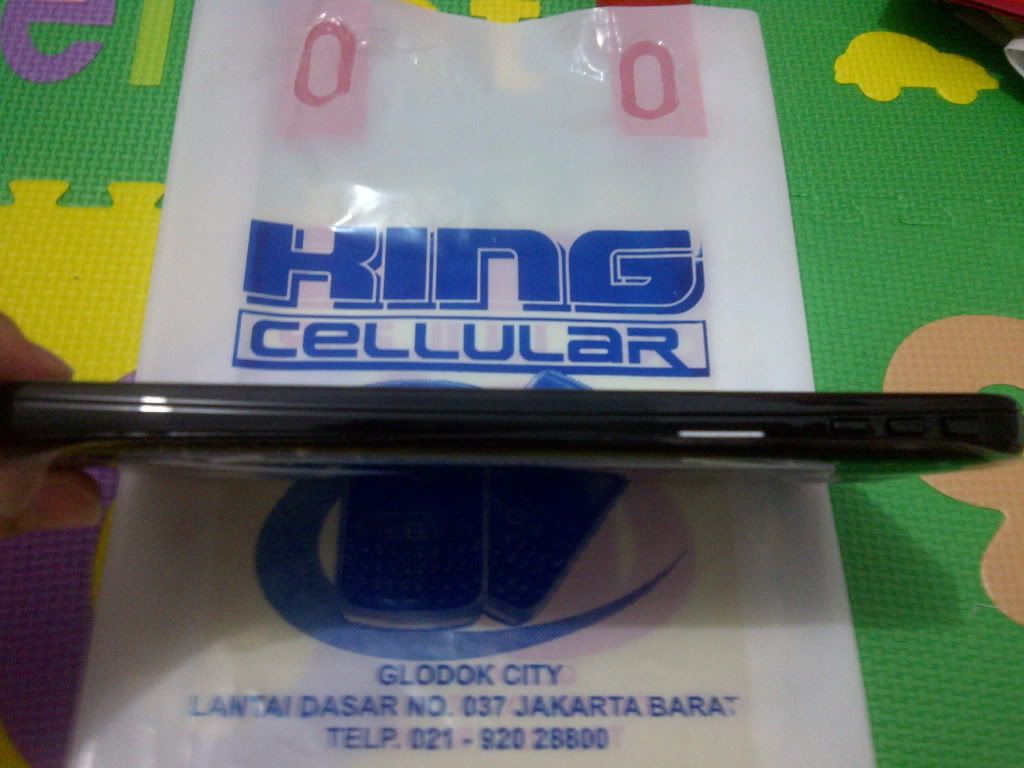 KING
CELLULAR
GLODOK CITY
LANTAI DASAR NO. 037 JAKARTA BARAT
TELP. 021 - 920 28800